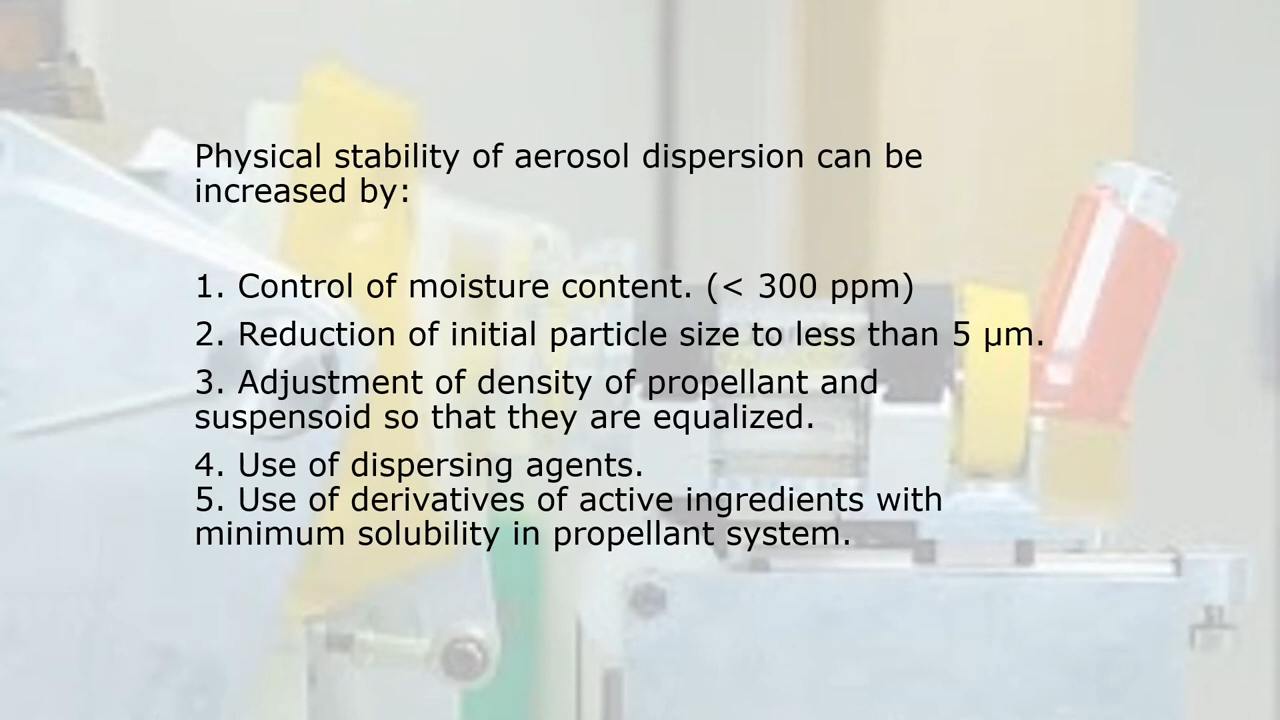 Physical stability of aerosol dispersion can be
increased by:
1. Control of moisture content. (< 300 ppm)
2. Reduction of initial particle size to less than 5 μm.
3. Adjustment of density of propellant and
suspensoid so that they are equalized.
4. Use of dispersing agents.
5. Use of derivatives of active ingredients with
minimum solubility in propellant system.